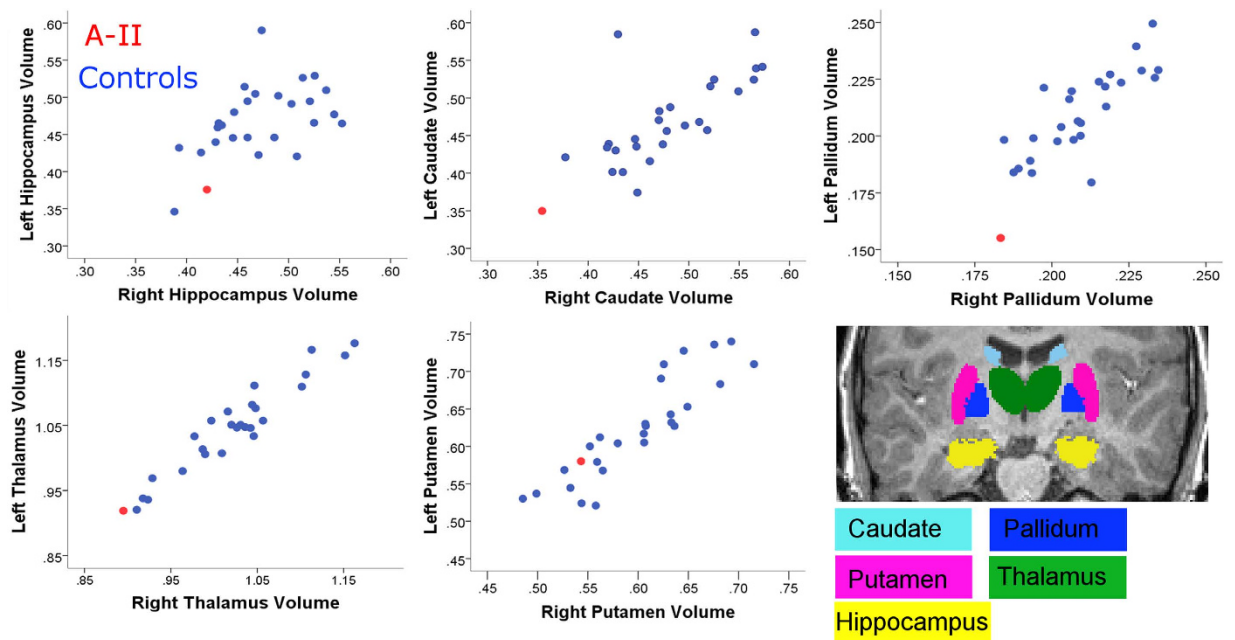 A-II
Controls
Left Hippocampus Volume
.60
.50
.40
.35
.30
.30 .40 .45 .50 .55 .60
Right Hippocampus Volume
Left Caudate Volume
.60
.55
.50
.45
.40
.35
.30
.30 .35 .40 .45 .50 .55 .60
Right Caudate Volume
Left Pallidum Volume
.250
.225
.200
.175
.150
.150 .175 .200 .229 .225 .250
Right Pallidum Volume
Left Thalamus Volume
1.15
1.05
.95
.85
.85 .95 1.05 1.15
Right Thalamus Volume
Left Putamen Volume
.75
.70
.65
.60
.55
.50
.45
.45 .50 .55 .60 .65 .70 .75
Right Putamen Volume
Caudate
Pallidum
Putamen
Thalamus
Hippocampus